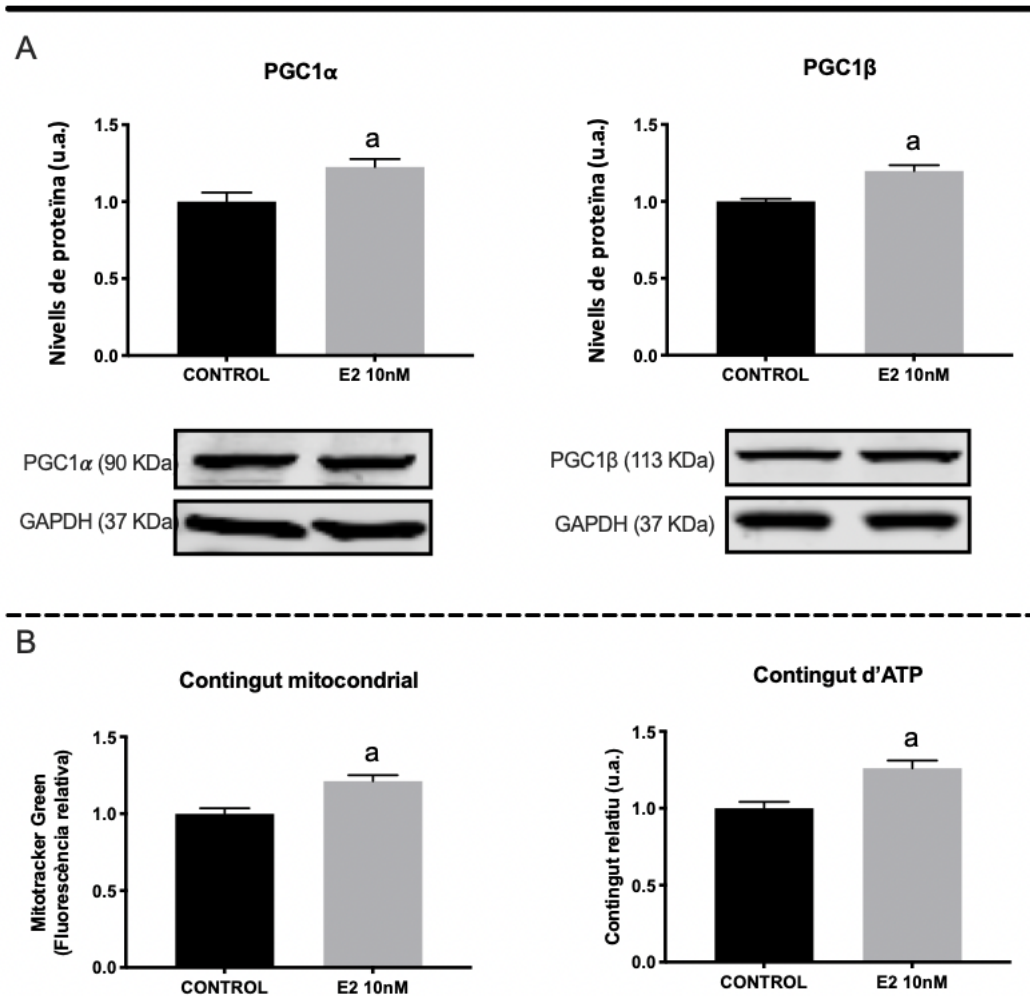 A
PGC1α
Nivells de proteïna (u.a.)
1.5
1.0
0.5
0.0
a
CONTROL
E2 10nM
PGC1β
Nivells de proteïna (u.a.)
1.5
1.0
0.5
0.0
a
CONTROL
E2 10nM
PGC1α (90 KDa)
GAPDH (37 KDa)
PGC1β (113 KDa)
GAPDH (37 KDa)
B
Contingut mitocondrial
Mitotracker Green
(Fluorescència relativa)
1.5
1.0
0.5
0.0
a
CONTROL
E2 10nM
Contingut d'ATP
Contingut relatiu (u.a.)
1.5
1.0
0.5
0.0
a
CONTROL
E2 10nM